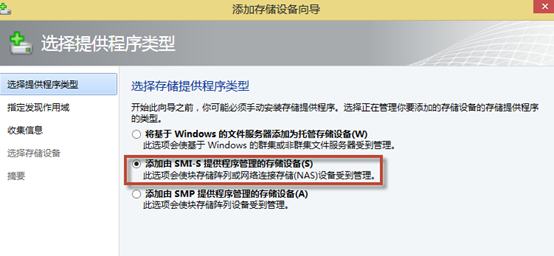 添加存储设备向导
选择提供程序类型
选择提供程序类型
指定发现作用域
收集信息
选择存储设备
摘要
选择存储提供程序类型
开始此向导之前，你可能必须手动安装存储提供程序。选择正在管理你要添加的存储设备的存储提供程序
的类型。
将基于 Windows 的文件服务器添加为托管存储设备(W)
此选项会使基于 Windows 的群集或非群集文件服务器受到管理。
添加由 SMI-S 提供程序管理的存储设备(S)
此选项会使块存储阵列或网络连接存储(NAS)设备受到管理。
添加由 SMP 提供程序管理的存储设备(A)
此选项会使块存储阵列设备受到管理。